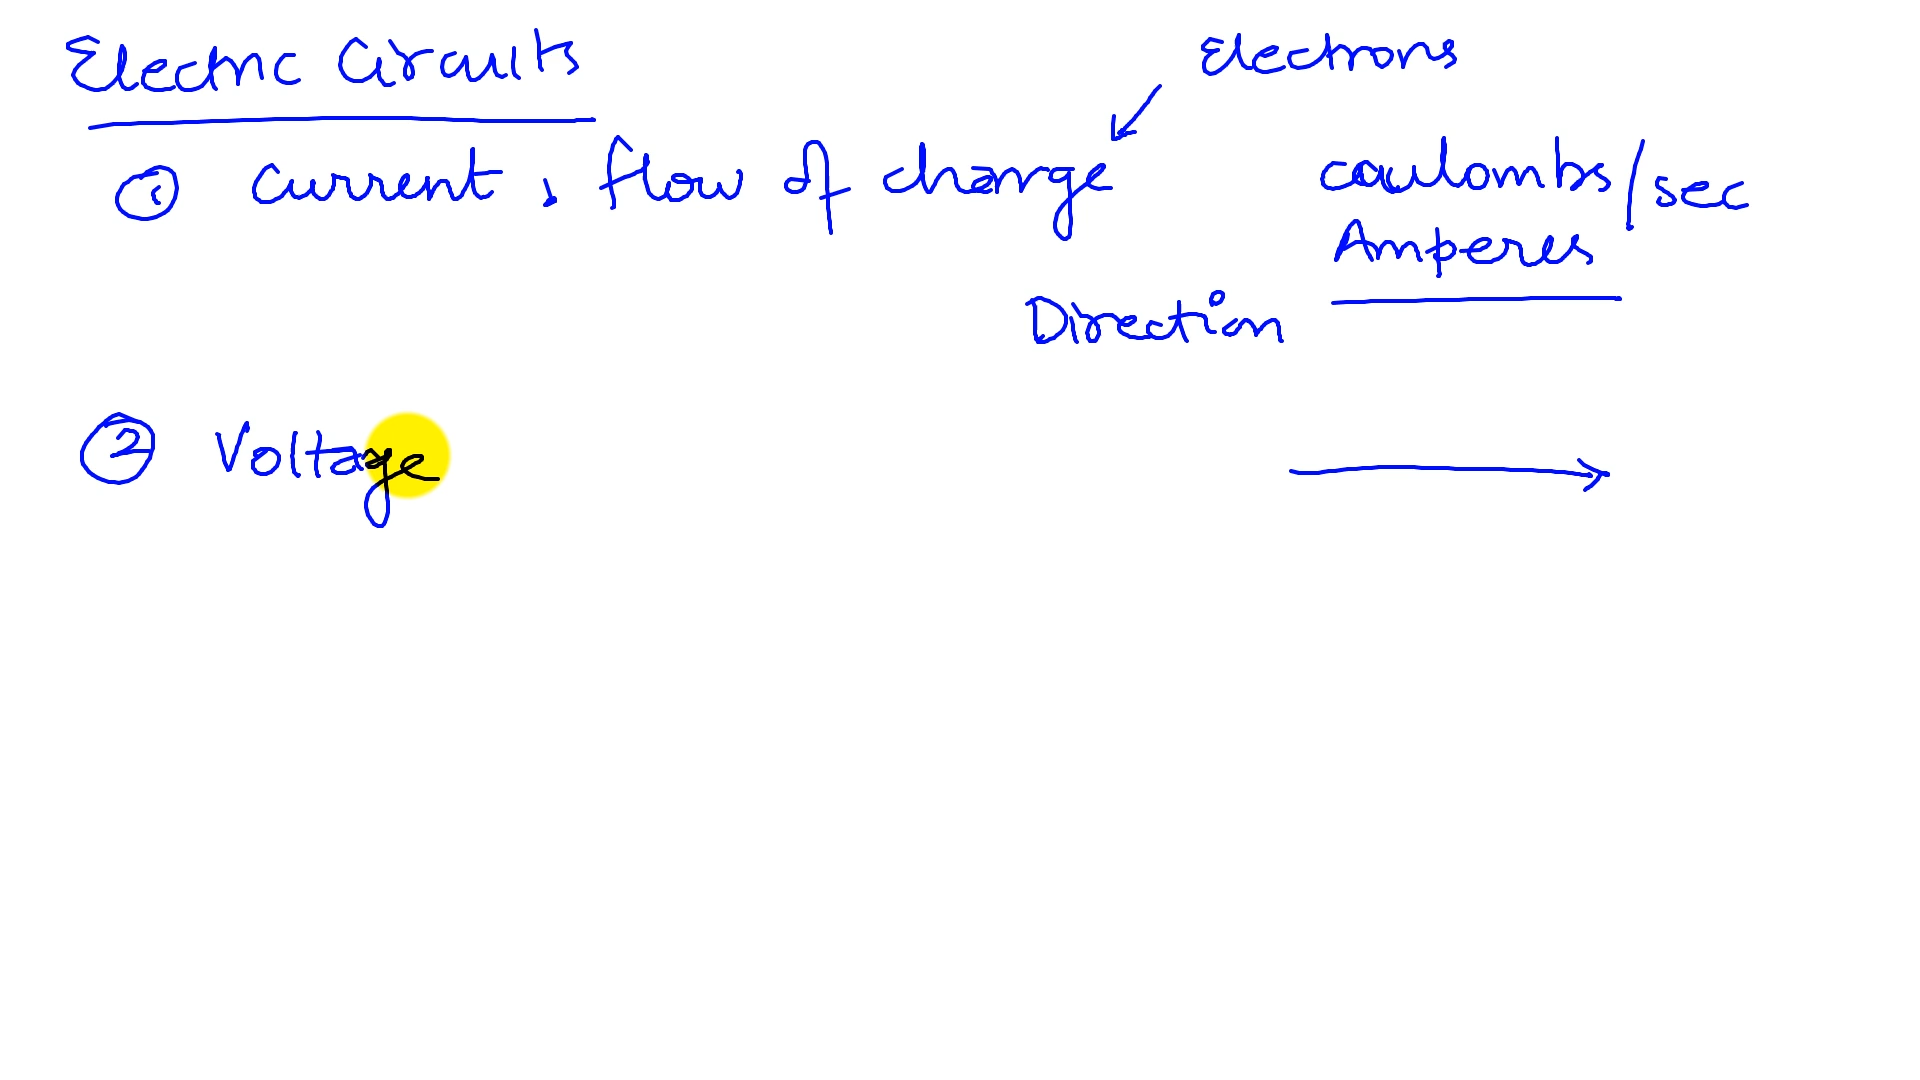 Electric Circuits
Electrons
① Current, flow of charge
coulombs/sec
Amperes
Direction
② Voltage